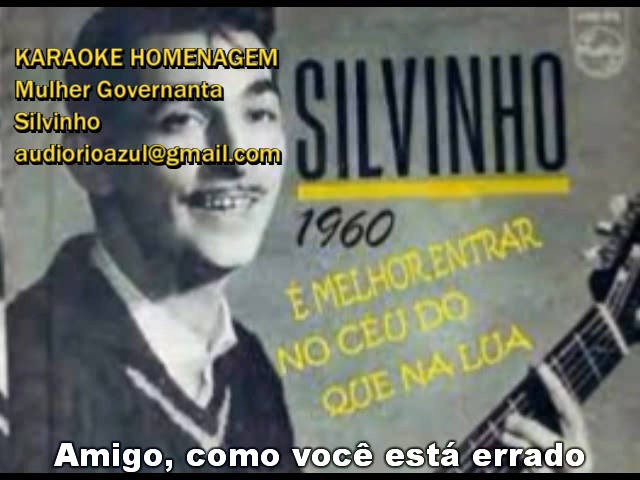 KARAOKE HOMENAGEM
Mulher Governanta
Silvinho
audiorioazul@gmail.com
SILVINHO
1960
É MELHOR ENTRAR
NO CÉU DO
QUE NA LUA
Amigo, como você está errado